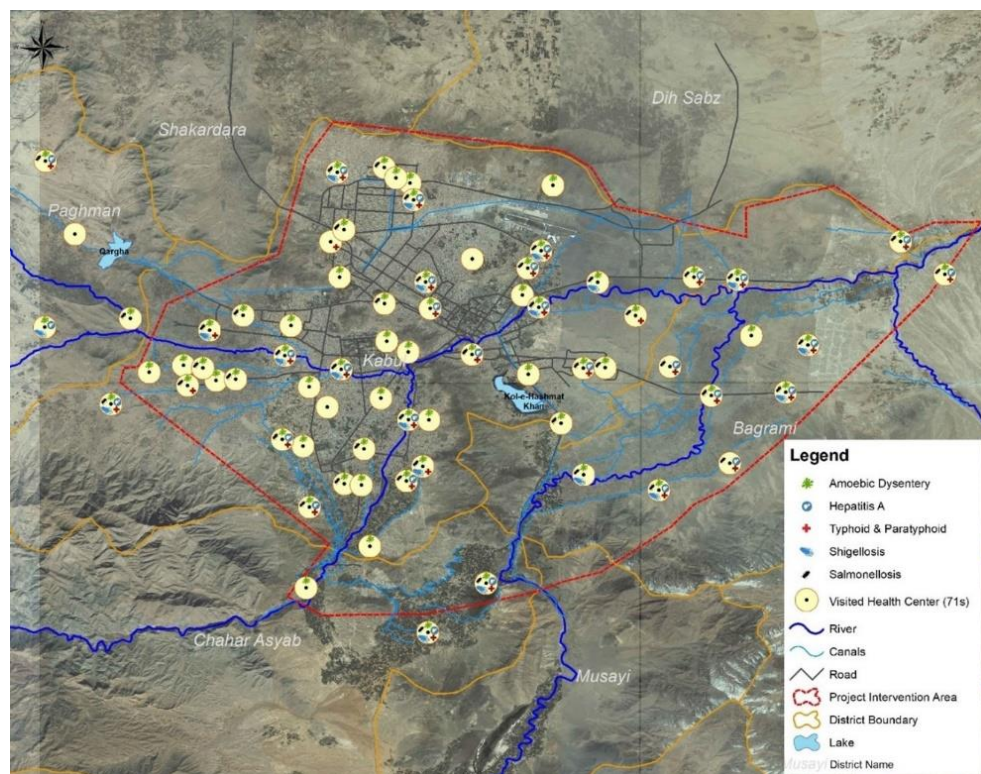 Dih Sabz
Shakardara
Paghman
Qargha
Kabul
Kol-e-Hashmat
Khan
Bagrami
Chahar Asyab
Musayi
Legend
Amoebic Dysentery
Hepatitis A
Typhoid & Paratyphoid
Shigellosis
Salmonellosis
Visited Health Center (71s)
River
Canals
Road
Project Intervention Area
District Boundary
Lake
Musayi District Name